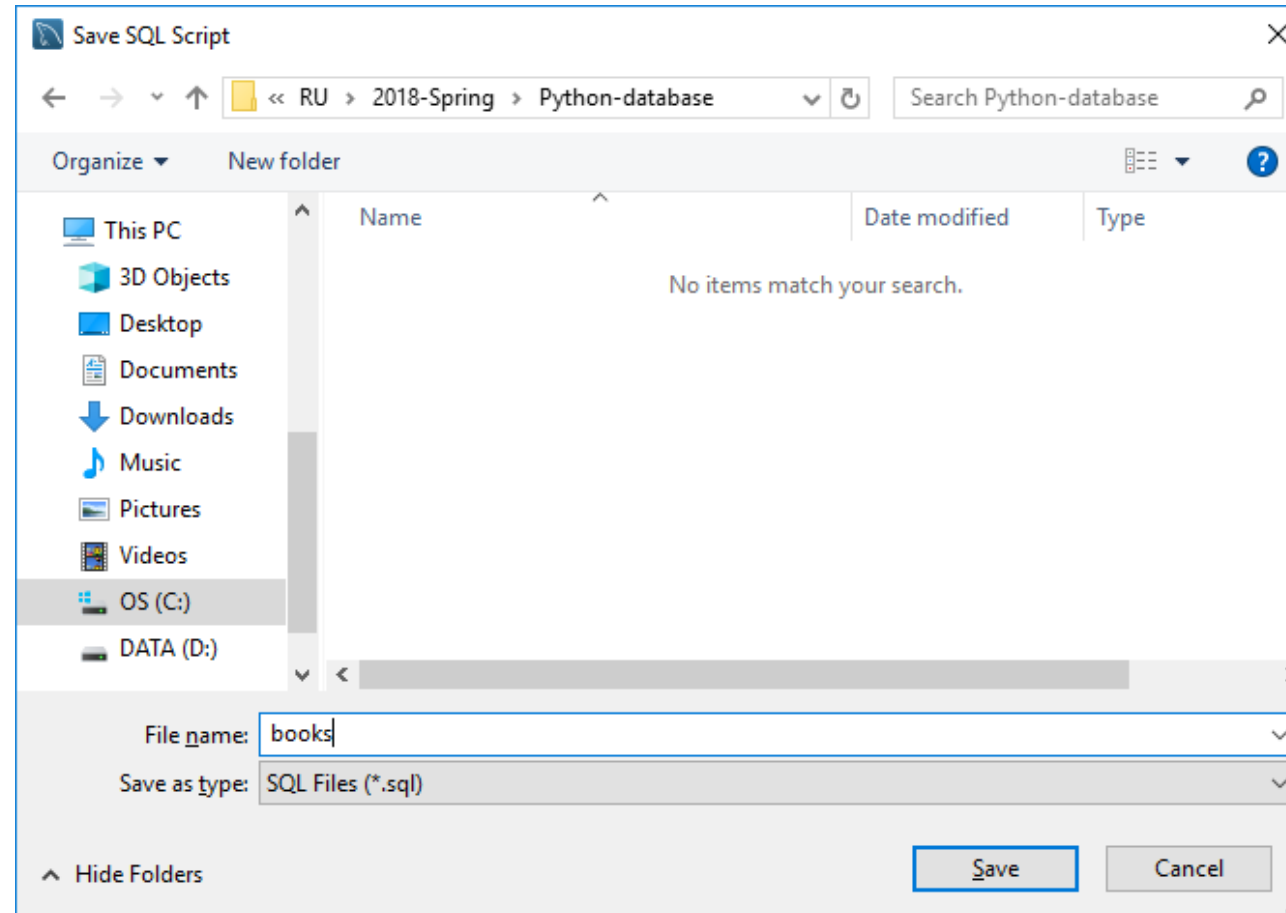 Save SQL Script
« RU › 2018-Spring › Python-database
Search Python-database
Organize
New folder
?
This PC
3D Objects
Desktop
Documents
Downloads
Music
Pictures
Videos
OS (C:)
DATA (D:)
Name
Date modified
Type
No items match your search.
File name: books
Save as type: SQL Files (*.sql)
Hide Folders
Save
Cancel